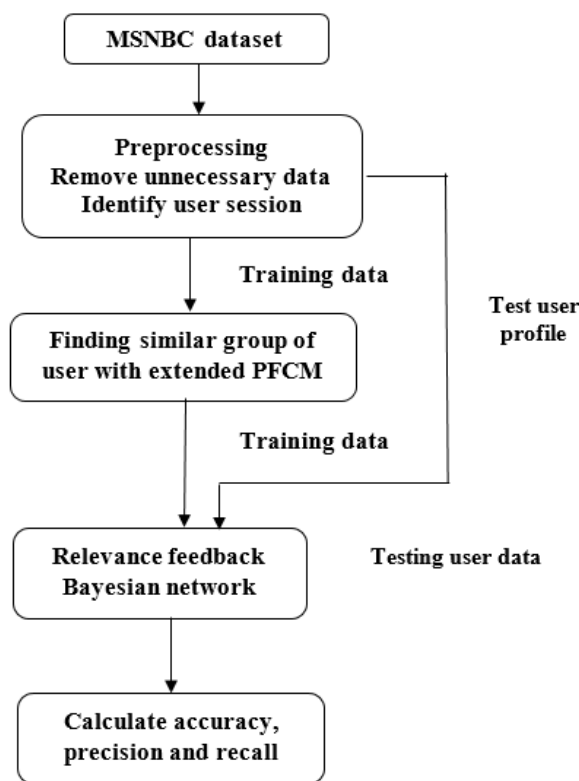 MSNBC dataset
Preprocessing
Remove unnecessary data
Identify user session
Training data
Test user
profile
Finding similar group of
user with extended PFCM
Training data
Relevance feedback
Bayesian network
Testing user data
Calculate accuracy,
precision and recall